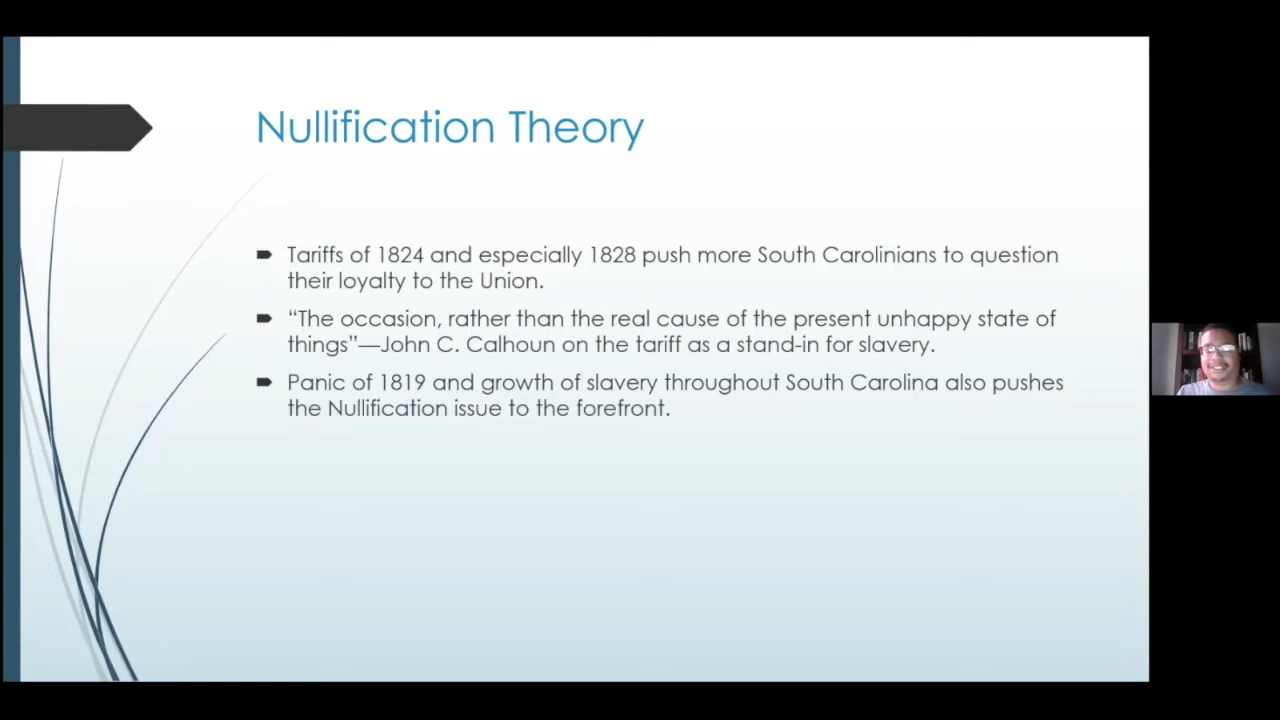 Nullification Theory
Tariffs of 1824 and especially 1828 push more South Carolinians to question
their loyalty to the Union.
“The occasion, rather than the real cause of the present unhappy state of
things”—John C. Calhoun on the tariff as a stand-in for slavery.
Panic of 1819 and growth of slavery throughout South Carolina also pushes
the Nullification issue to the forefront.